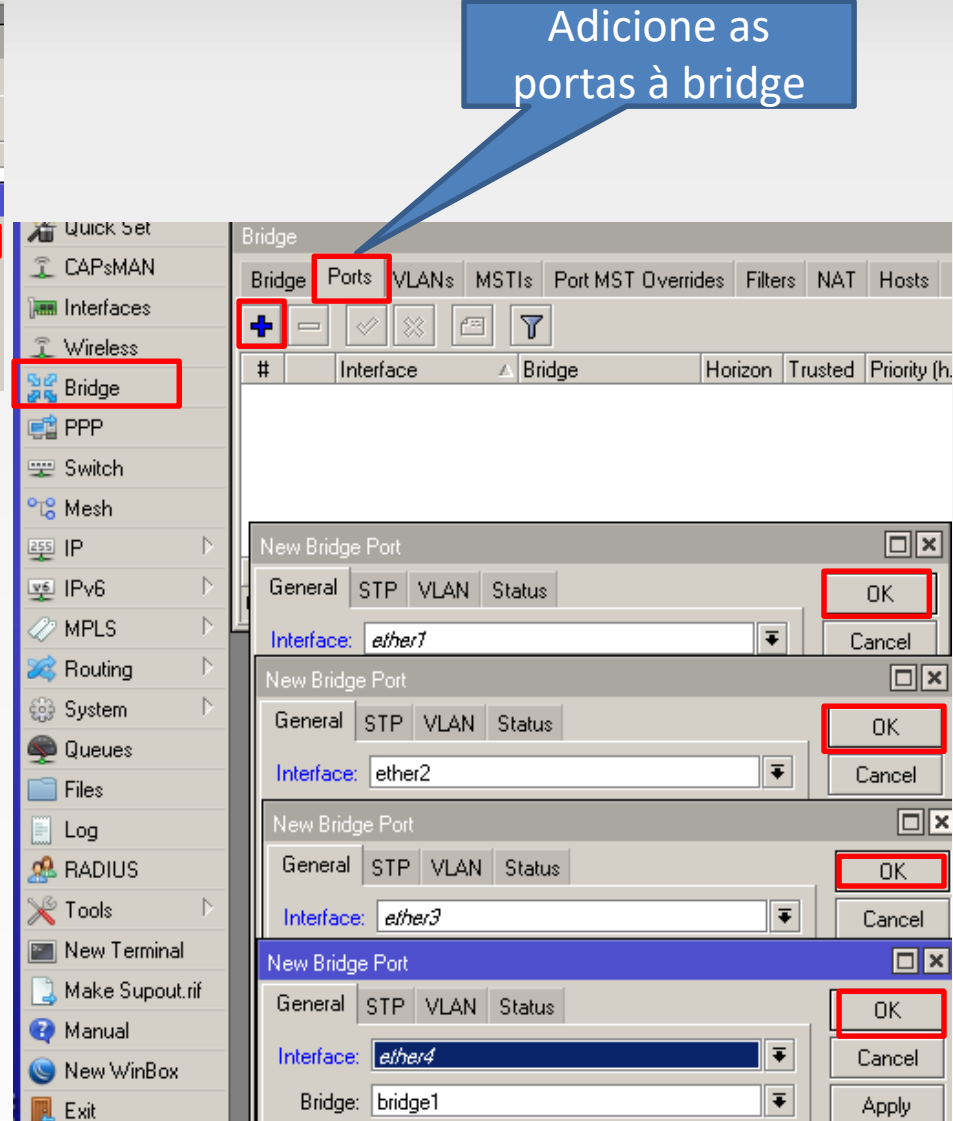 Adicione as
portas à bridge
Quick Set
CAPsMAN
Interfaces
Wireless
Bridge
PPP
Switch
Mesh
IP
IPv6
MPLS
Routing
System
Queues
Files
Log
RADIUS
Tools
New Terminal
Make Supout.rif
Manual
New WinBox
Exit
Bridge
Bridge Ports VLANs MSTIs Port MST Overrides Filters NAT Hosts
# Interface Bridge Horizon Trusted Priority (h.
New Bridge Port
General STP VLAN Status OK
Interface: ether1 Cancel
New Bridge Port
General STP VLAN Status OK
Interface: ether2 Cancel
New Bridge Port
General STP VLAN Status OK
Interface: ether3 Cancel
New Bridge Port
General STP VLAN Status OK
Interface: ether4 Cancel
Bridge: bridge1 Apply